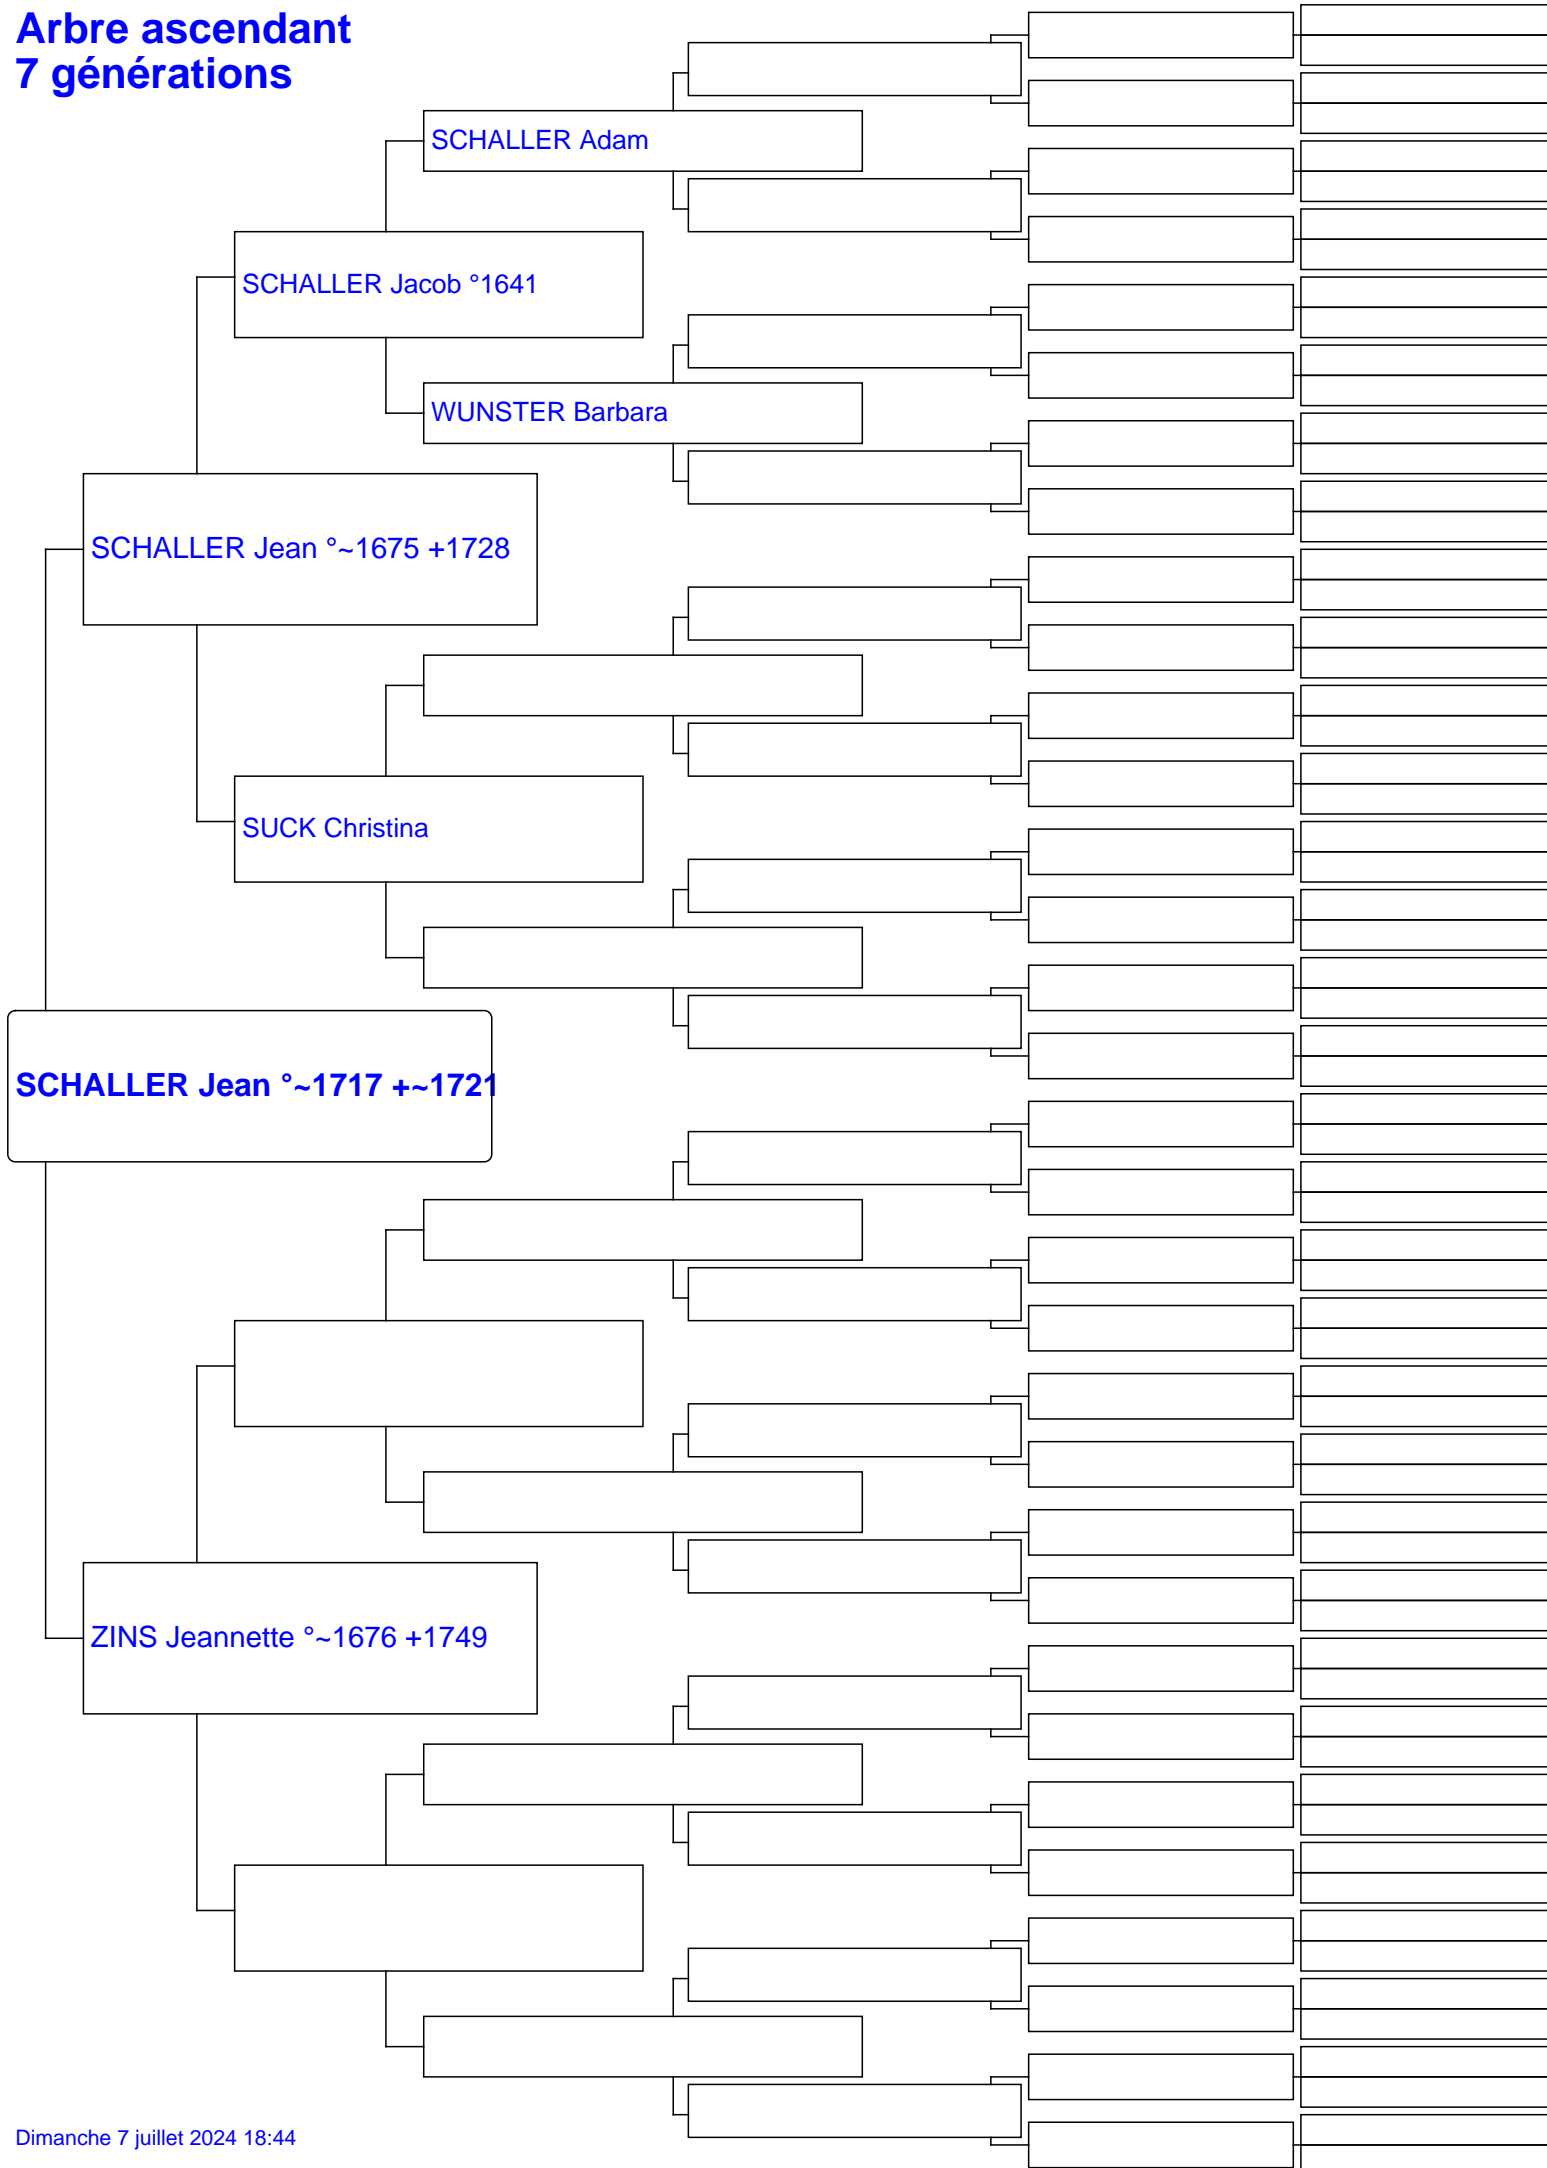 Arbre ascendant
7 générations
SCHALLER Adam
SCHALLER Jacob °1641
WUNSTER Barbara
SCHALLER Jean °~1675 +1728
SUCK Christina
SCHALLER Jean °~1717 +~1721
ZINS Jeannette °~1676 +1749
Dimanche 7 juillet 2024 18:44